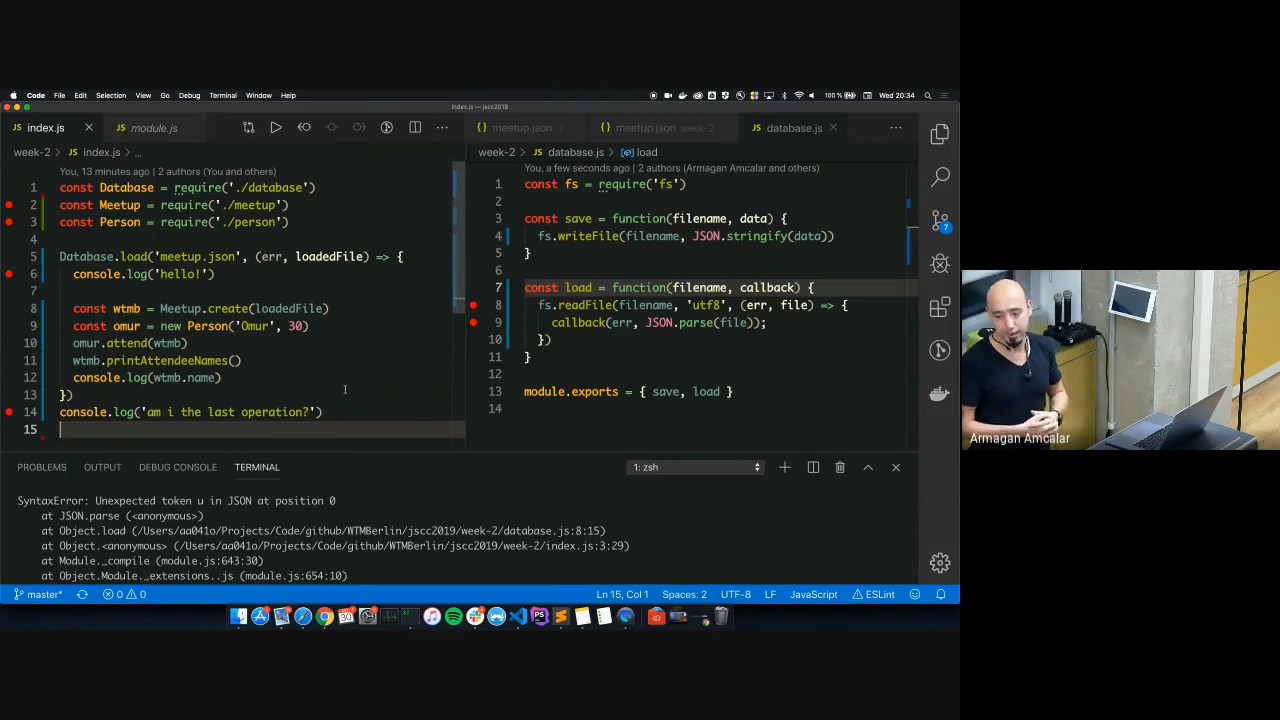 Code File Edit Selection View Go Debug Terminal Window Help
100 % Wed 20:34
index.js — jscc2019
index.js module.js
week-2 > index.js > ...
You, 13 minutes ago | 2 authors (You and others)
1 const Database = require('./database')
2 const Meetup = require('./meetup')
3 const Person = require('./person')
4
5 Database.load('meetup.json', (err, loadedFile) => {
6 console.log('hello!')
7
8 const wtmb = Meetup.create(loadedFile)
9 const omur = new Person('Omur', 30)
10 omur.attend(wtmb)
11 wtmb.printAttendeeNames()
12 console.log(wtmb.name)
13 })
14 console.log('am i the last operation?')
15
{} meetup.json / {} meetup.json week-2 database.js
week-2 > database.js > load
You, a few seconds ago | 2 authors (Armagan Amcalar and others)
1 const fs = require('fs')
2
3 const save = function(filename, data) {
4 fs.writeFile(filename, JSON.stringify(data))
5 }
6
7 const load = function(filename, callback) {
8 fs.readFile(filename, 'utf8', (err, file) => {
9 callback(err, JSON.parse(file));
10 })
11 }
12
13 module.exports = { save, load }
14
7
PROBLEMS OUTPUT DEBUG CONSOLE TERMINAL 1: zsh
SyntaxError: Unexpected token u in JSON at position 0
at JSON.parse (<anonymous>)
at Object.load (/Users/aa041o/Projects/Code/github/WTMBerlin/jscc2019/week-2/database.js:8:15)
at Object.<anonymous> (/Users/aa041o/Projects/Code/github/WTMBerlin/jscc2019/week-2/index.js:3:29)
at Module._compile (module.js:643:30)
at Object.Module._extensions..js (module.js:654:10)
master* 0 0 Ln 15, Col 1 Spaces: 2 UTF-8 LF JavaScript ESLint
Armagan Amcalar